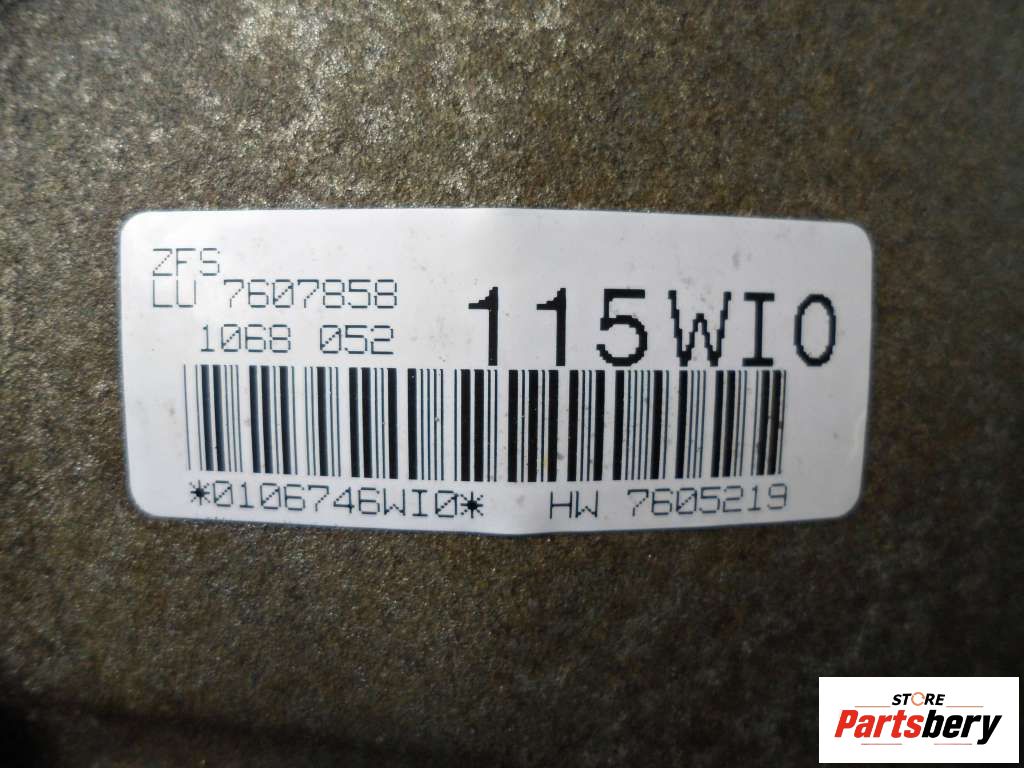 ZFS
LU 7607858
1068 052
115WI0
*0106746WI0* HW 7605219
STORE
Partsbery